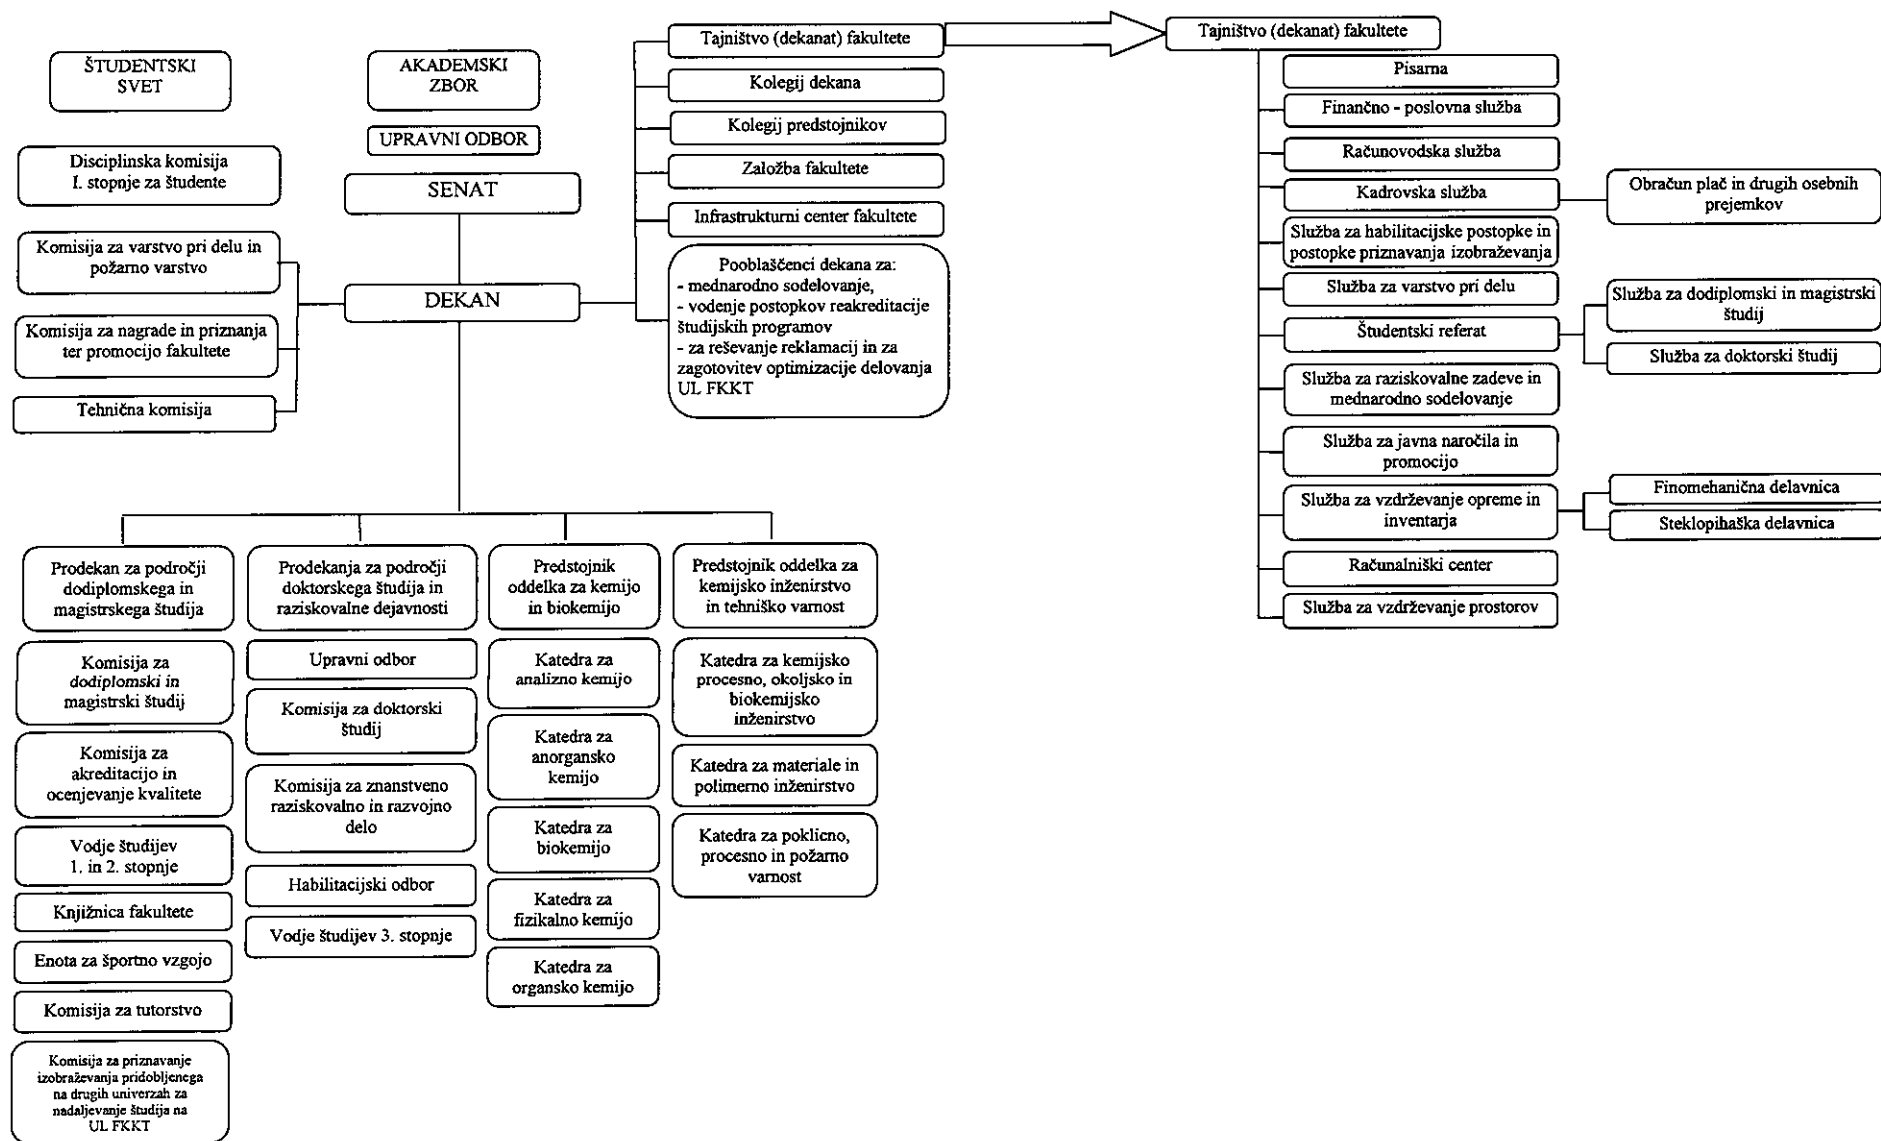 ŠTUDENTSKI
SVET
AKADEMSKI
ZBOR
UPRAVNI ODBOR
Disciplinska komisija
I. stopnje za študente
SENAT
Komisija za varstvo pri delu in
požarno varstvo
DEKAN
Komisija za nagrade in priznanja
ter promocijo fakultete
Tehnična komisija
Tajništvo (dekanat) fakultete
Kolegij dekana
Kolegij predstojnikov
Založba fakultete
Infrastrukturni center fakultete
Pooblaščenci dekana za:
- mednarodno sodelovanje,
- vodenje postopkov reakreditacije
študijskih programov
- za reševanje reklamacij in za
zagotovitev optimizacije delovanja
UL FKKT
Tajništvo (dekanat) fakultete
Pisarna
Finančno - poslovna služba
Računovodska služba
Kadrovska služba
Obračun plač in drugih osebnih
prejemkov
Služba za habilitacijske postopke in
postopke priznavanja izobraževanja
Služba za varstvo pri delu
Študentski referat
Služba za dodiplomski in magistrski
študij
Služba za doktorski študij
Služba za raziskovalne zadeve in
mednarodno sodelovanje
Služba za javna naročila in
promocijo
Služba za vzdrževanje opreme in
inventarja
Finomehanična delavnica
Steklopihaška delavnica
Računalniški center
Služba za vzdrževanje prostorov
Prodekan za področji
dodiplomskega in
magistrskega študija
Komisija za
dodiplomski in
magistrski študij
Komisija za
akreditacijo in
ocenjevanje kvalitete
Vodje študijev
1. in 2. stopnje
Knjižnica fakultete
Enota za športno vzgojo
Komisija za tutorstvo
Komisija za priznavanje
izobraževanja pridobljenega
na drugih univerzah za
nadaljevanje študija na
UL FKKT
Prodekanja za področji
doktorskega študija in
raziskovalne dejavnosti
Upravni odbor
Komisija za doktorski
študij
Komisija za znanstveno
raziskovalno in razvojno
delo
Habilitacijski odbor
Vodje študijev 3. stopnje
Predstojnik
oddelka za kemijo
in biokemijo
Katedra za
analizno kemijo
Katedra za
anorgansko
kemijo
Katedra za
biokemijo
Katedra za
fizikalno kemijo
Katedra za
organsko kemijo
Predstojnik oddelka za
kemijsko inženirstvo
in tehniško varnost
Katedra za kemijsko
procesno, okoljsko in
biokemijsko
inženirstvo
Katedra za materiale in
polimerno inženirstvo
Katedra za poklicno,
procesno in požarno
varnost